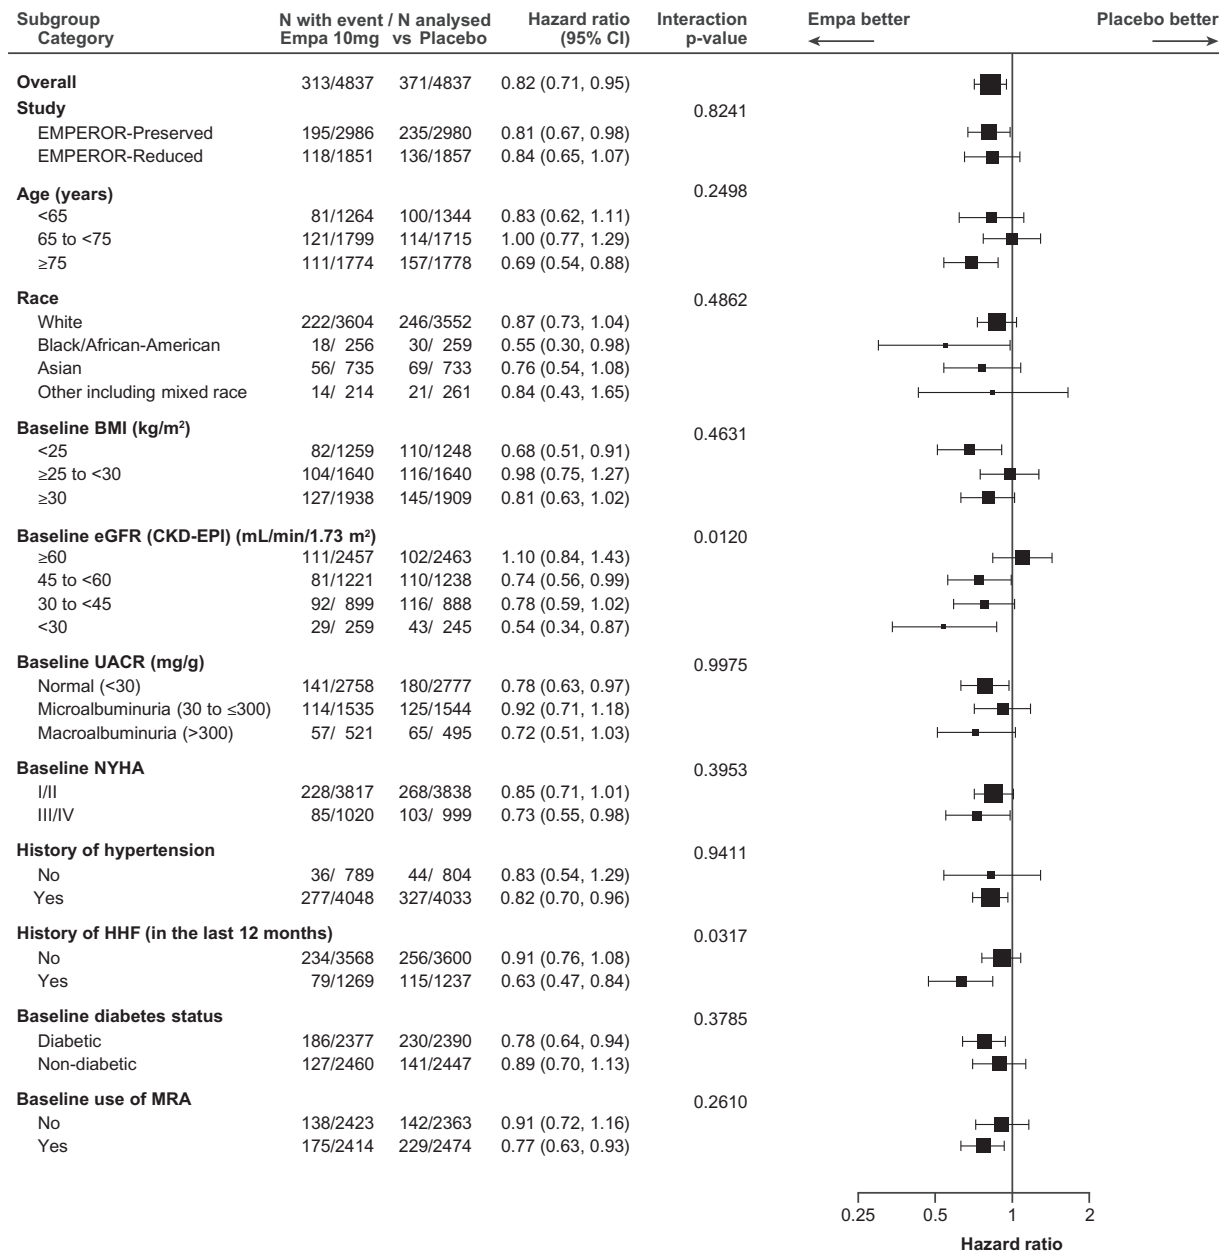 Subgroup N with event / N analysed Hazard ratio Interaction Empa better Placebo better
Category Empa 10mg vs Placebo (95% CI) p-value
Overall 313/4837 371/4837 0.82 (0.71, 0.95)
Study 0.8241
EMPEROR-Preserved 195/2986 235/2980 0.81 (0.67, 0.98)
EMPEROR-Reduced 118/1851 136/1857 0.84 (0.65, 1.07)
Age (years) 0.2498
<65 81/1264 100/1344 0.83 (0.62, 1.11)
65 to <75 121/1799 114/1715 1.00 (0.77, 1.29)
≥75 111/1774 157/1778 0.69 (0.54, 0.88)
Race 0.4862
White 222/3604 246/3552 0.87 (0.73, 1.04)
Black/African-American 18/ 256 30/ 259 0.55 (0.30, 0.98)
Asian 56/ 735 69/ 733 0.76 (0.54, 1.08)
Other including mixed race 14/ 214 21/ 261 0.84 (0.43, 1.65)
Baseline BMI (kg/m²) 0.4631
<25 82/1259 110/1248 0.68 (0.51, 0.91)
≥25 to <30 104/1640 116/1640 0.98 (0.75, 1.27)
≥30 127/1938 145/1909 0.81 (0.63, 1.02)
Baseline eGFR (CKD-EPI) (mL/min/1.73 m²) 0.0120
≥60 111/2457 102/2463 1.10 (0.84, 1.43)
45 to <60 81/1221 110/1238 0.74 (0.56, 0.99)
30 to <45 92/ 899 116/ 888 0.78 (0.59, 1.02)
<30 29/ 259 43/ 245 0.54 (0.34, 0.87)
Baseline UACR (mg/g) 0.9975
Normal (<30) 141/2758 180/2777 0.78 (0.63, 0.97)
Microalbuminuria (30 to ≤300) 114/1535 125/1544 0.92 (0.71, 1.18)
Macroalbuminuria (>300) 57/ 521 65/ 495 0.72 (0.51, 1.03)
Baseline NYHA 0.3953
I/II 228/3817 268/3838 0.85 (0.71, 1.01)
III/IV 85/1020 103/ 999 0.73 (0.55, 0.98)
History of hypertension 0.9411
No 36/ 789 44/ 804 0.83 (0.54, 1.29)
Yes 277/4048 327/4033 0.82 (0.70, 0.96)
History of HHF (in the last 12 months) 0.0317
No 234/3568 256/3600 0.91 (0.76, 1.08)
Yes 79/1269 115/1237 0.63 (0.47, 0.84)
Baseline diabetes status 0.3785
Diabetic 186/2377 230/2390 0.78 (0.64, 0.94)
Non-diabetic 127/2460 141/2447 0.89 (0.70, 1.13)
Baseline use of MRA 0.2610
No 138/2423 142/2363 0.91 (0.72, 1.16)
Yes 175/2414 229/2474 0.77 (0.63, 0.93)
0.25 0.5 1 2
Hazard ratio